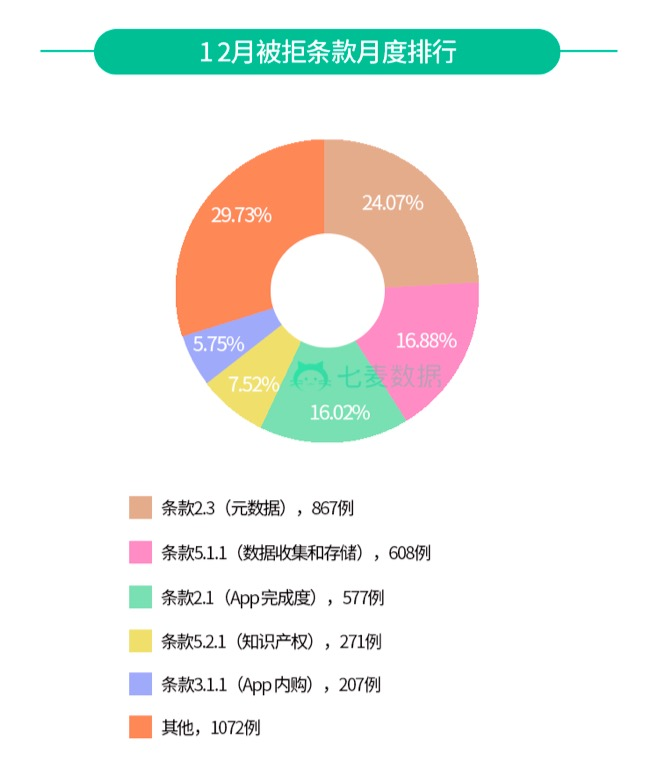 12月被拒条款月度排行
29.73%
24.07%
5.75%
16.88%
7.52%
七麦数据
16.02%
条款2.3（元数据），867例
条款5.1.1（数据收集和存储），608例
条款2.1（App完成度），577例
条款5.2.1（知识产权），271例
条款3.1.1（App内购），207例
其他，1072例